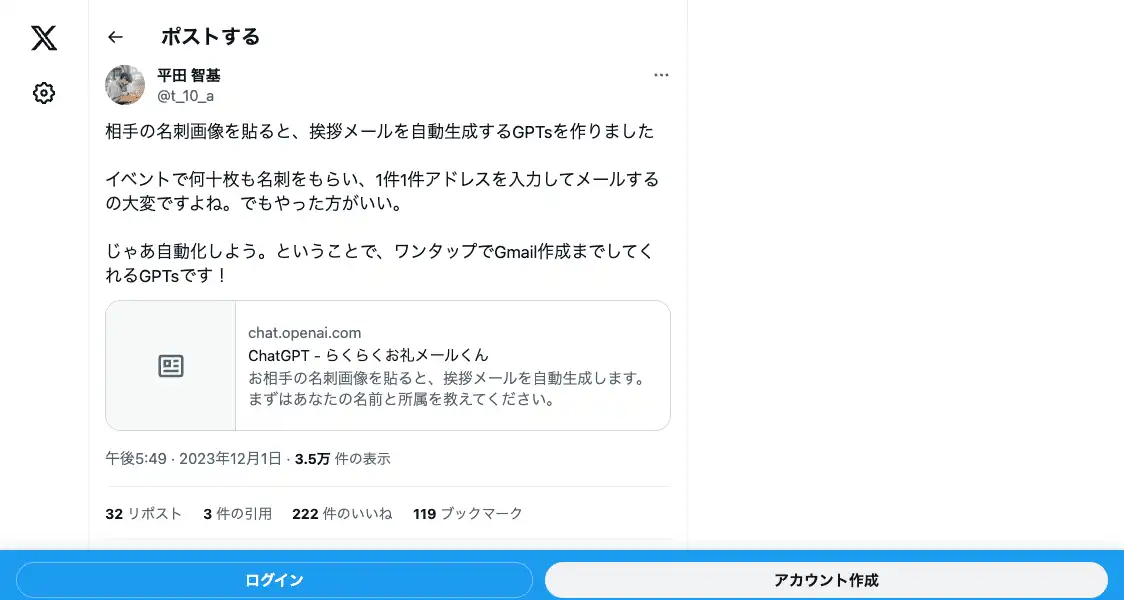 ポストする
平田 智基
@t_10_a
相手の名刺画像を貼ると、挨拶メールを自動生成するGPTsを作りました
イベントで何十枚も名刺をもらい、1件1件アドレスを入力してメールする
の大変ですよね。でもやった方がいい。
じゃあ自動化しよう。ということで、ワンタップでGmail作成までしてく
れるGPTsです！
chat.openai.com
ChatGPT - らくらくお礼メールくん
お相手の名刺画像を貼ると、挨拶メールを自動生成します。
まずはあなたの名前と所属を教えてください。
午後5:49 · 2023年12月1日 · 3.5万 件の表示
32 リポスト 3 件の引用 222 件のいいね 119 ブックマーク
ログイン アカウント作成